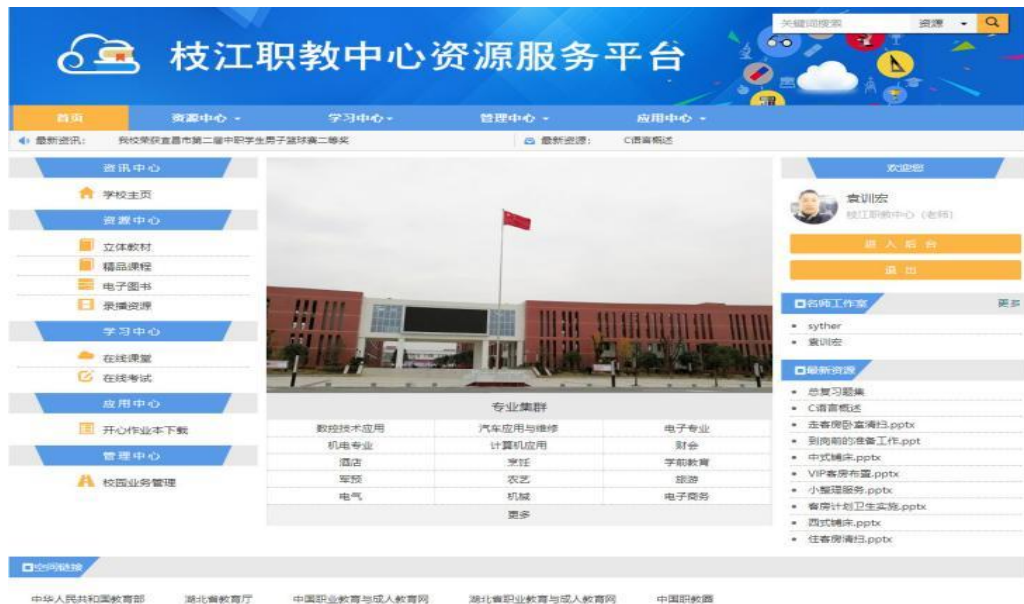 关键词搜索 资源
枝江职教中心资源服务平台
首页 资源中心 学习中心 管理中心 应用中心
最新资讯： 我校荣获宜昌市第二届中职学生男子篮球赛二等奖 最新资源： C语言概述
资讯中心
学校主页
资源中心
立体教材
精品课程
电子图书
录播资源
学习中心
在线课堂
在线考试
应用中心
开心作业本下载
管理中心
校园业务管理
专业集群
数控技术应用 汽车应用与维修 电子专业
机电专业 计算机应用 财会
酒店 烹饪 学前教育
军预 农艺 旅游
电气 机械 电子商务
更多
欢迎您
袁训宏
枝江职教中心（老师）
进入后台
退出
名师工作室 更多
syther
袁训宏
最新资源
总复习题集
C语言概述
走客房卧室清扫.pptx
到岗前的准备工作.ppt
中式铺床.pptx
VIP客房布置.pptx
小整理服务.pptx
客房计划卫生实施.pptx
西式铺床.pptx
住客房清扫.pptx
空间链接
中华人民共和国教育部 湖北省教育厅 中国职业教育与成人教育网 湖北省职业教育与成人教育网 中国职教圈